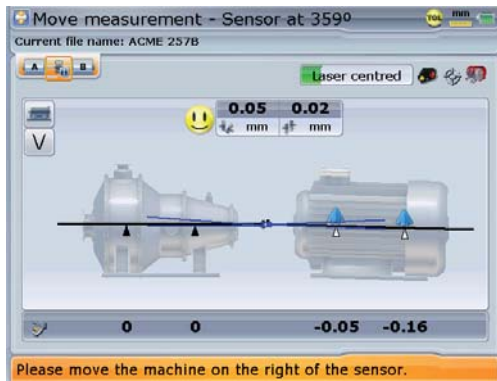 Move measurement - Sensor at 359º
TOL mm
Current file name: ACME 257B
A B
Laser centred
0.05 0.02
mm mm
V
0 0 -0.05 -0.16
Please move the machine on the right of the sensor.